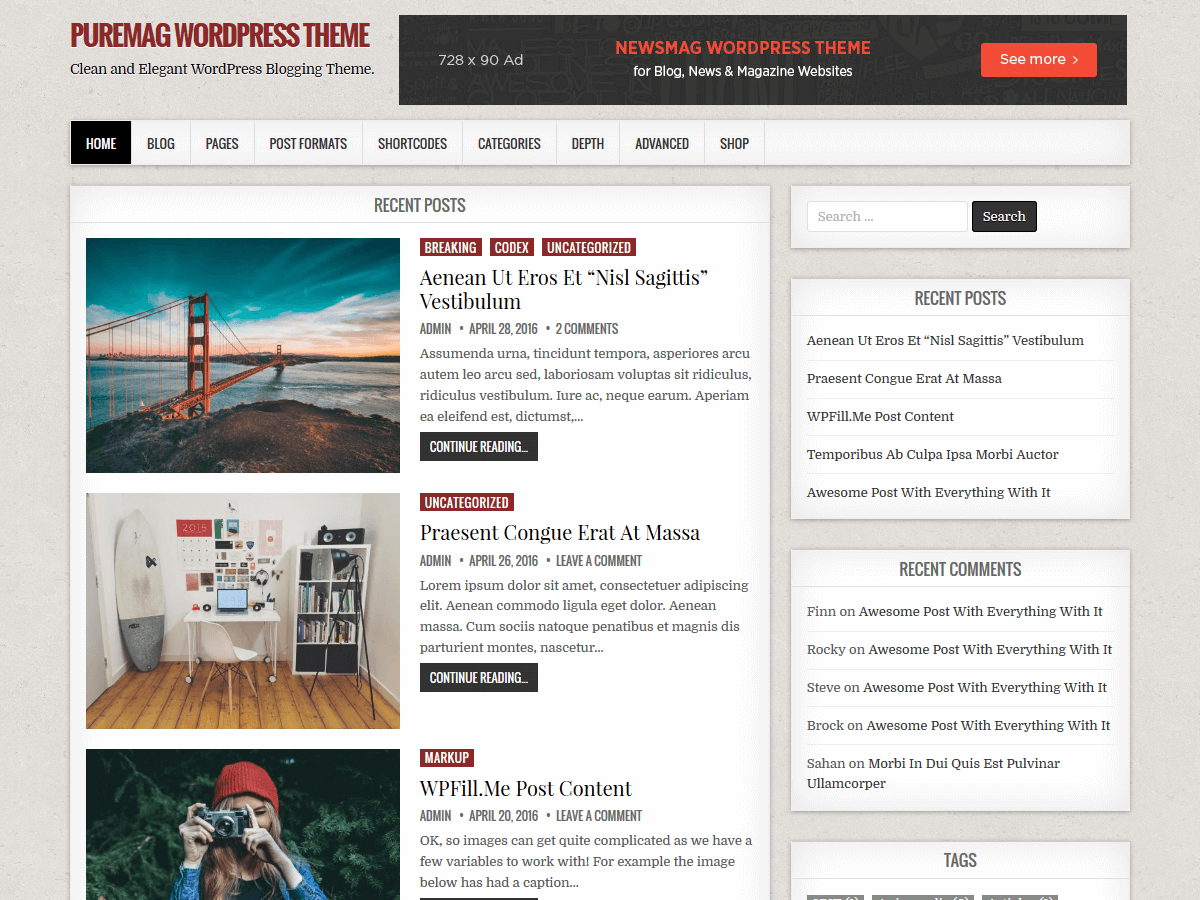 PUREMAG WORDPRESS THEME
Clean and Elegant WordPress Blogging Theme.
728 x 90 Ad
NEWSMAG WORDPRESS THEME
for Blog, News & Magazine Websites
See more >
HOME
BLOG
PAGES
POST FORMATS
SHORTCODES
CATEGORIES
DEPTH
ADVANCED
SHOP
RECENT POSTS
BREAKING
CODEX
UNCATEGORIZED
Aenean Ut Eros Et “Nisl Sagittis”
Vestibulum
ADMIN • APRIL 28, 2016 • 2 COMMENTS
Assumenda urna, tincidunt tempora, asperiores arcu
autem leo arcu sed, laboriosam voluptas sit ridiculus,
ridiculus vestibulum. Iure ac, neque earum. Aperiam
ea eleifend est, dictumst,...
CONTINUE READING...
2015
UNCATEGORIZED
Praesent Congue Erat At Massa
ADMIN • APRIL 26, 2016 • LEAVE A COMMENT
Lorem ipsum dolor sit amet, consectetuer adipiscing
elit. Aenean commodo ligula eget dolor. Aenean
massa. Cum sociis natoque penatibus et magnis dis
parturient montes, nascetur...
CONTINUE READING...
MARKUP
WPFill.Me Post Content
ADMIN • APRIL 20, 2016 • LEAVE A COMMENT
OK, so images can get quite complicated as we have a
few variables to work with! For example the image
below has had a caption...
Search ...
Search
RECENT POSTS
Aenean Ut Eros Et “Nisl Sagittis” Vestibulum
Praesent Congue Erat At Massa
WPFill.Me Post Content
Temporibus Ab Culpa Ipsa Morbi Auctor
Awesome Post With Everything With It
RECENT COMMENTS
Finn on Awesome Post With Everything With It
Rocky on Awesome Post With Everything With It
Steve on Awesome Post With Everything With It
Brock on Awesome Post With Everything With It
Sahan on Morbi In Dui Quis Est Pulvinar
Ullamcorper
TAGS